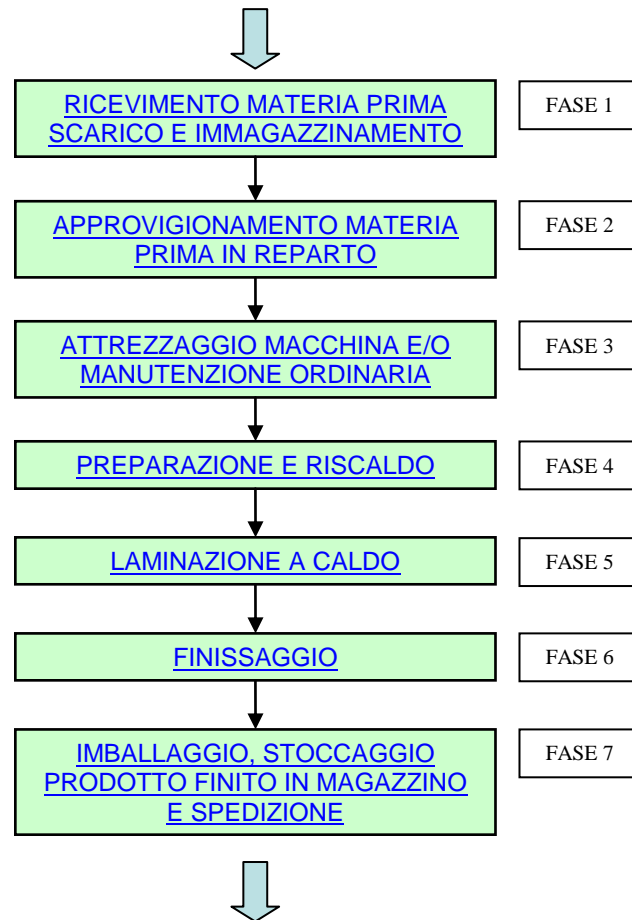 RICEVIMENTO MATERIA PRIMA
SCARICO E IMMAGAZZINAMENTO
FASE 1
APPROVIGIONAMENTO MATERIA
PRIMA IN REPARTO
FASE 2
ATTREZZAGGIO MACCHINA E/O
MANUTENZIONE ORDINARIA
FASE 3
PREPARAZIONE E RISCALDO
FASE 4
LAMINAZIONE A CALDO
FASE 5
FINISSAGGIO
FASE 6
IMBALLAGGIO, STOCCAGGIO
PRODOTTO FINITO IN MAGAZZINO
E SPEDIZIONE
FASE 7